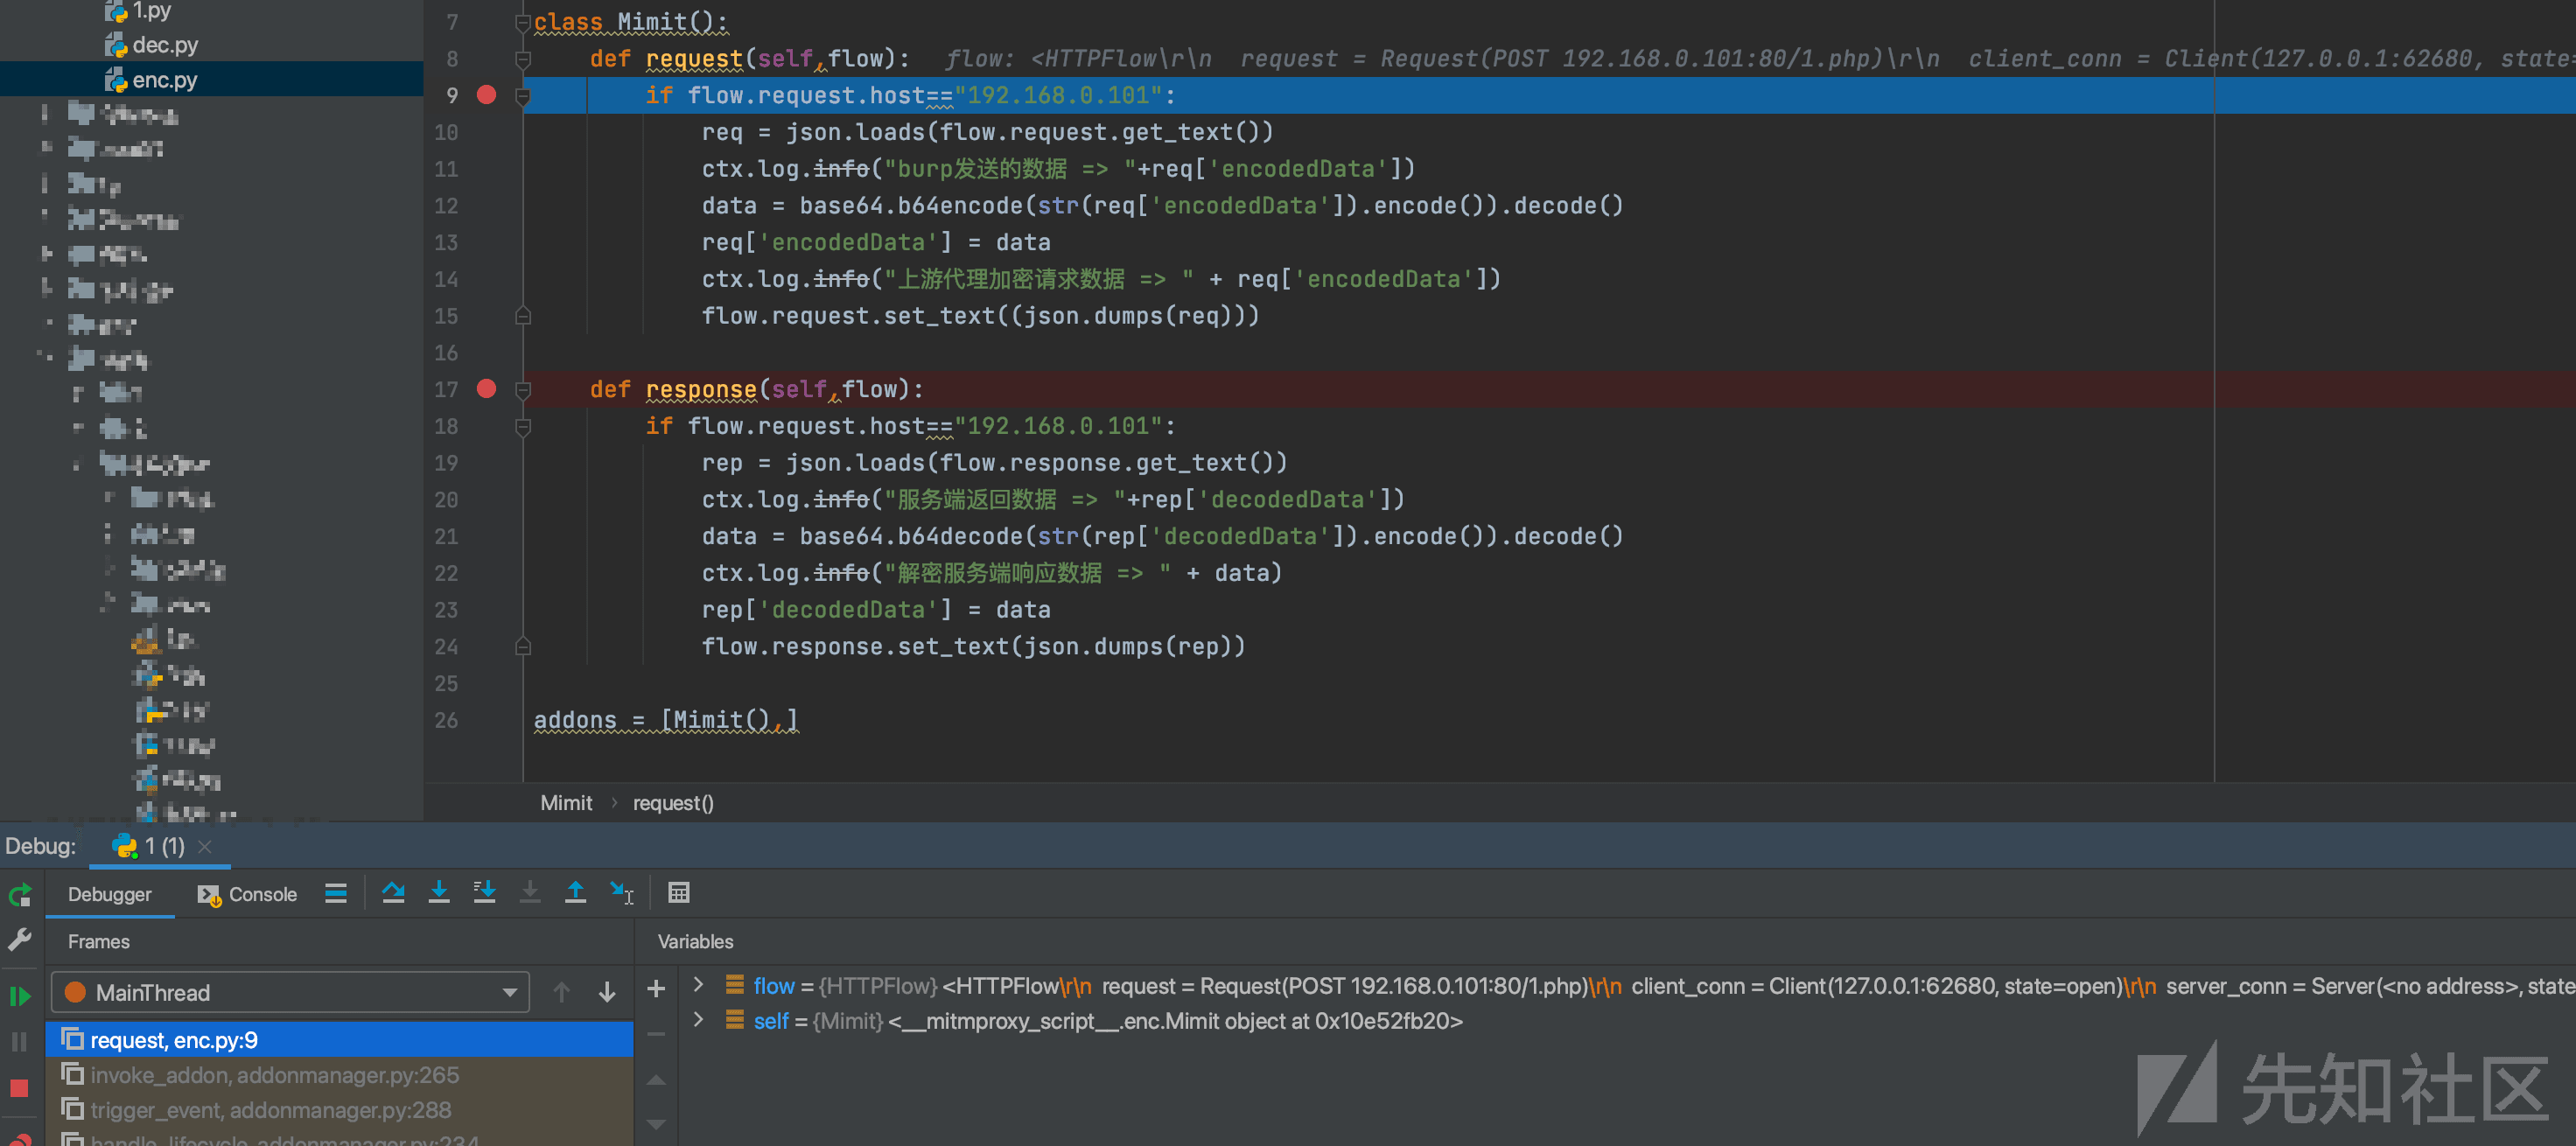 1.py
dec.py
enc.py
7 class Mimit():
8 def request(self,flow): flow: <HTTPFlow\r\n request = Request(POST 192.168.0.101:80/1.php)\r\n client_conn = Client(127.0.0.1:62680, state=
9 if flow.request.host=="192.168.0.101":
10 req = json.loads(flow.request.get_text())
11 ctx.log.info("burp发送的数据 => "+req['encodedData'])
12 data = base64.b64encode(str(req['encodedData']).encode()).decode()
13 req['encodedData'] = data
14 ctx.log.info("上游代理加密请求数据 => " + req['encodedData'])
15 flow.request.set_text((json.dumps(req)))
16
17 def response(self,flow):
18 if flow.request.host=="192.168.0.101":
19 rep = json.loads(flow.response.get_text())
20 ctx.log.info("服务端返回数据 => "+rep['decodedData'])
21 data = base64.b64decode(str(rep['decodedData']).encode()).decode()
22 ctx.log.info("解密服务端响应数据 => " + data)
23 rep['decodedData'] = data
24 flow.response.set_text(json.dumps(rep))
25
26 addons = [Mimit(),]
Mimit › request()
Debug: 1 (1)
Debugger Console
Frames Variables
MainThread
flow = {HTTPFlow} <HTTPFlow\r\n request = Request(POST 192.168.0.101:80/1.php)\r\n client_conn = Client(127.0.0.1:62680, state=open)\r\n server_conn = Server(<no address>, state
self = {Mimit} <__mitmproxy_script__.enc.Mimit object at 0x10e52fb20>
request, enc.py:9
invoke_addon, addonmanager.py:265
trigger_event, addonmanager.py:288
handle_lifecycle, addonmanager.py:234
先知社区